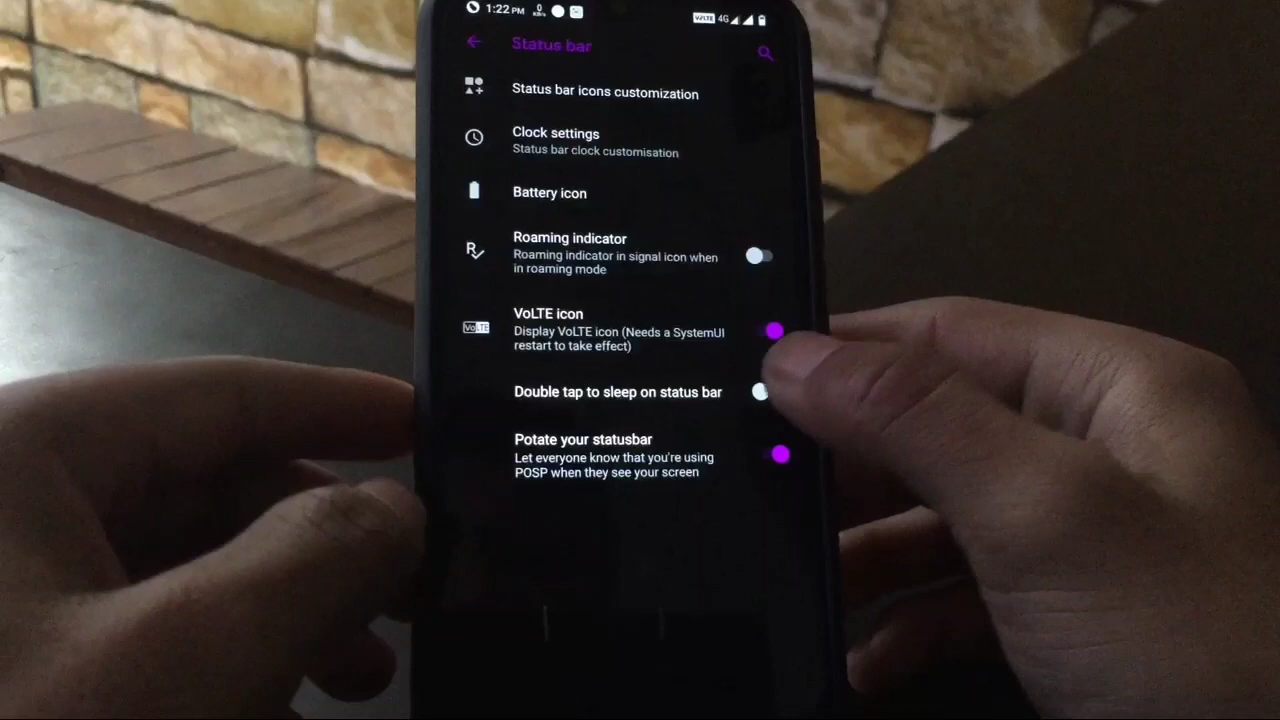 1:22 PM 0 KB/s VoLTE 4G
Status bar
Status bar icons customization
Clock settings
Status bar clock customisation
Battery icon
Roaming indicator
Roaming indicator in signal icon when
in roaming mode
VoLTE icon
VoLTE
Display VoLTE icon (Needs a SystemUI
restart to take effect)
Double tap to sleep on status bar
Potate your statusbar
Let everyone know that you're using
POSP when they see your screen